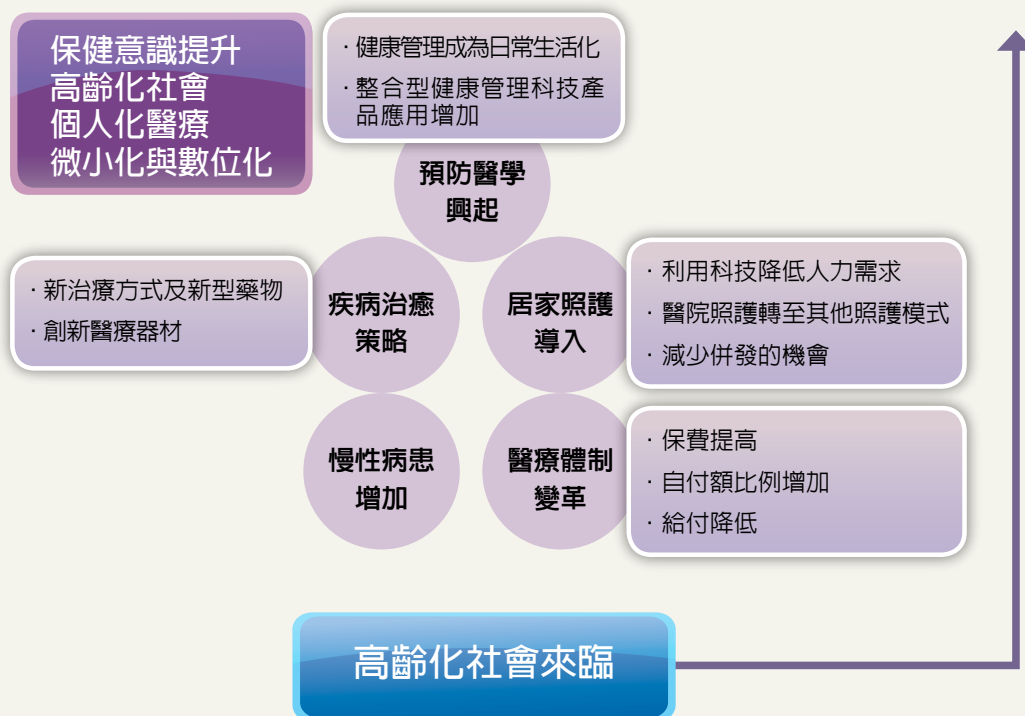 保健意識提升
高齡化社會
個人化醫療
微小化與數位化
·健康管理成為日常生活化
·整合型健康管理科技產
品應用增加
預防醫學
興起
·新治療方式及新型藥物
·創新醫療器材
疾病治癒
策略
居家照護
導入
·利用科技降低人力需求
·醫院照護轉至其他照護模式
·減少併發的機會
慢性病患
增加
醫療體制
變革
·保費提高
·自付額比例增加
·給付降低
高齡化社會來臨